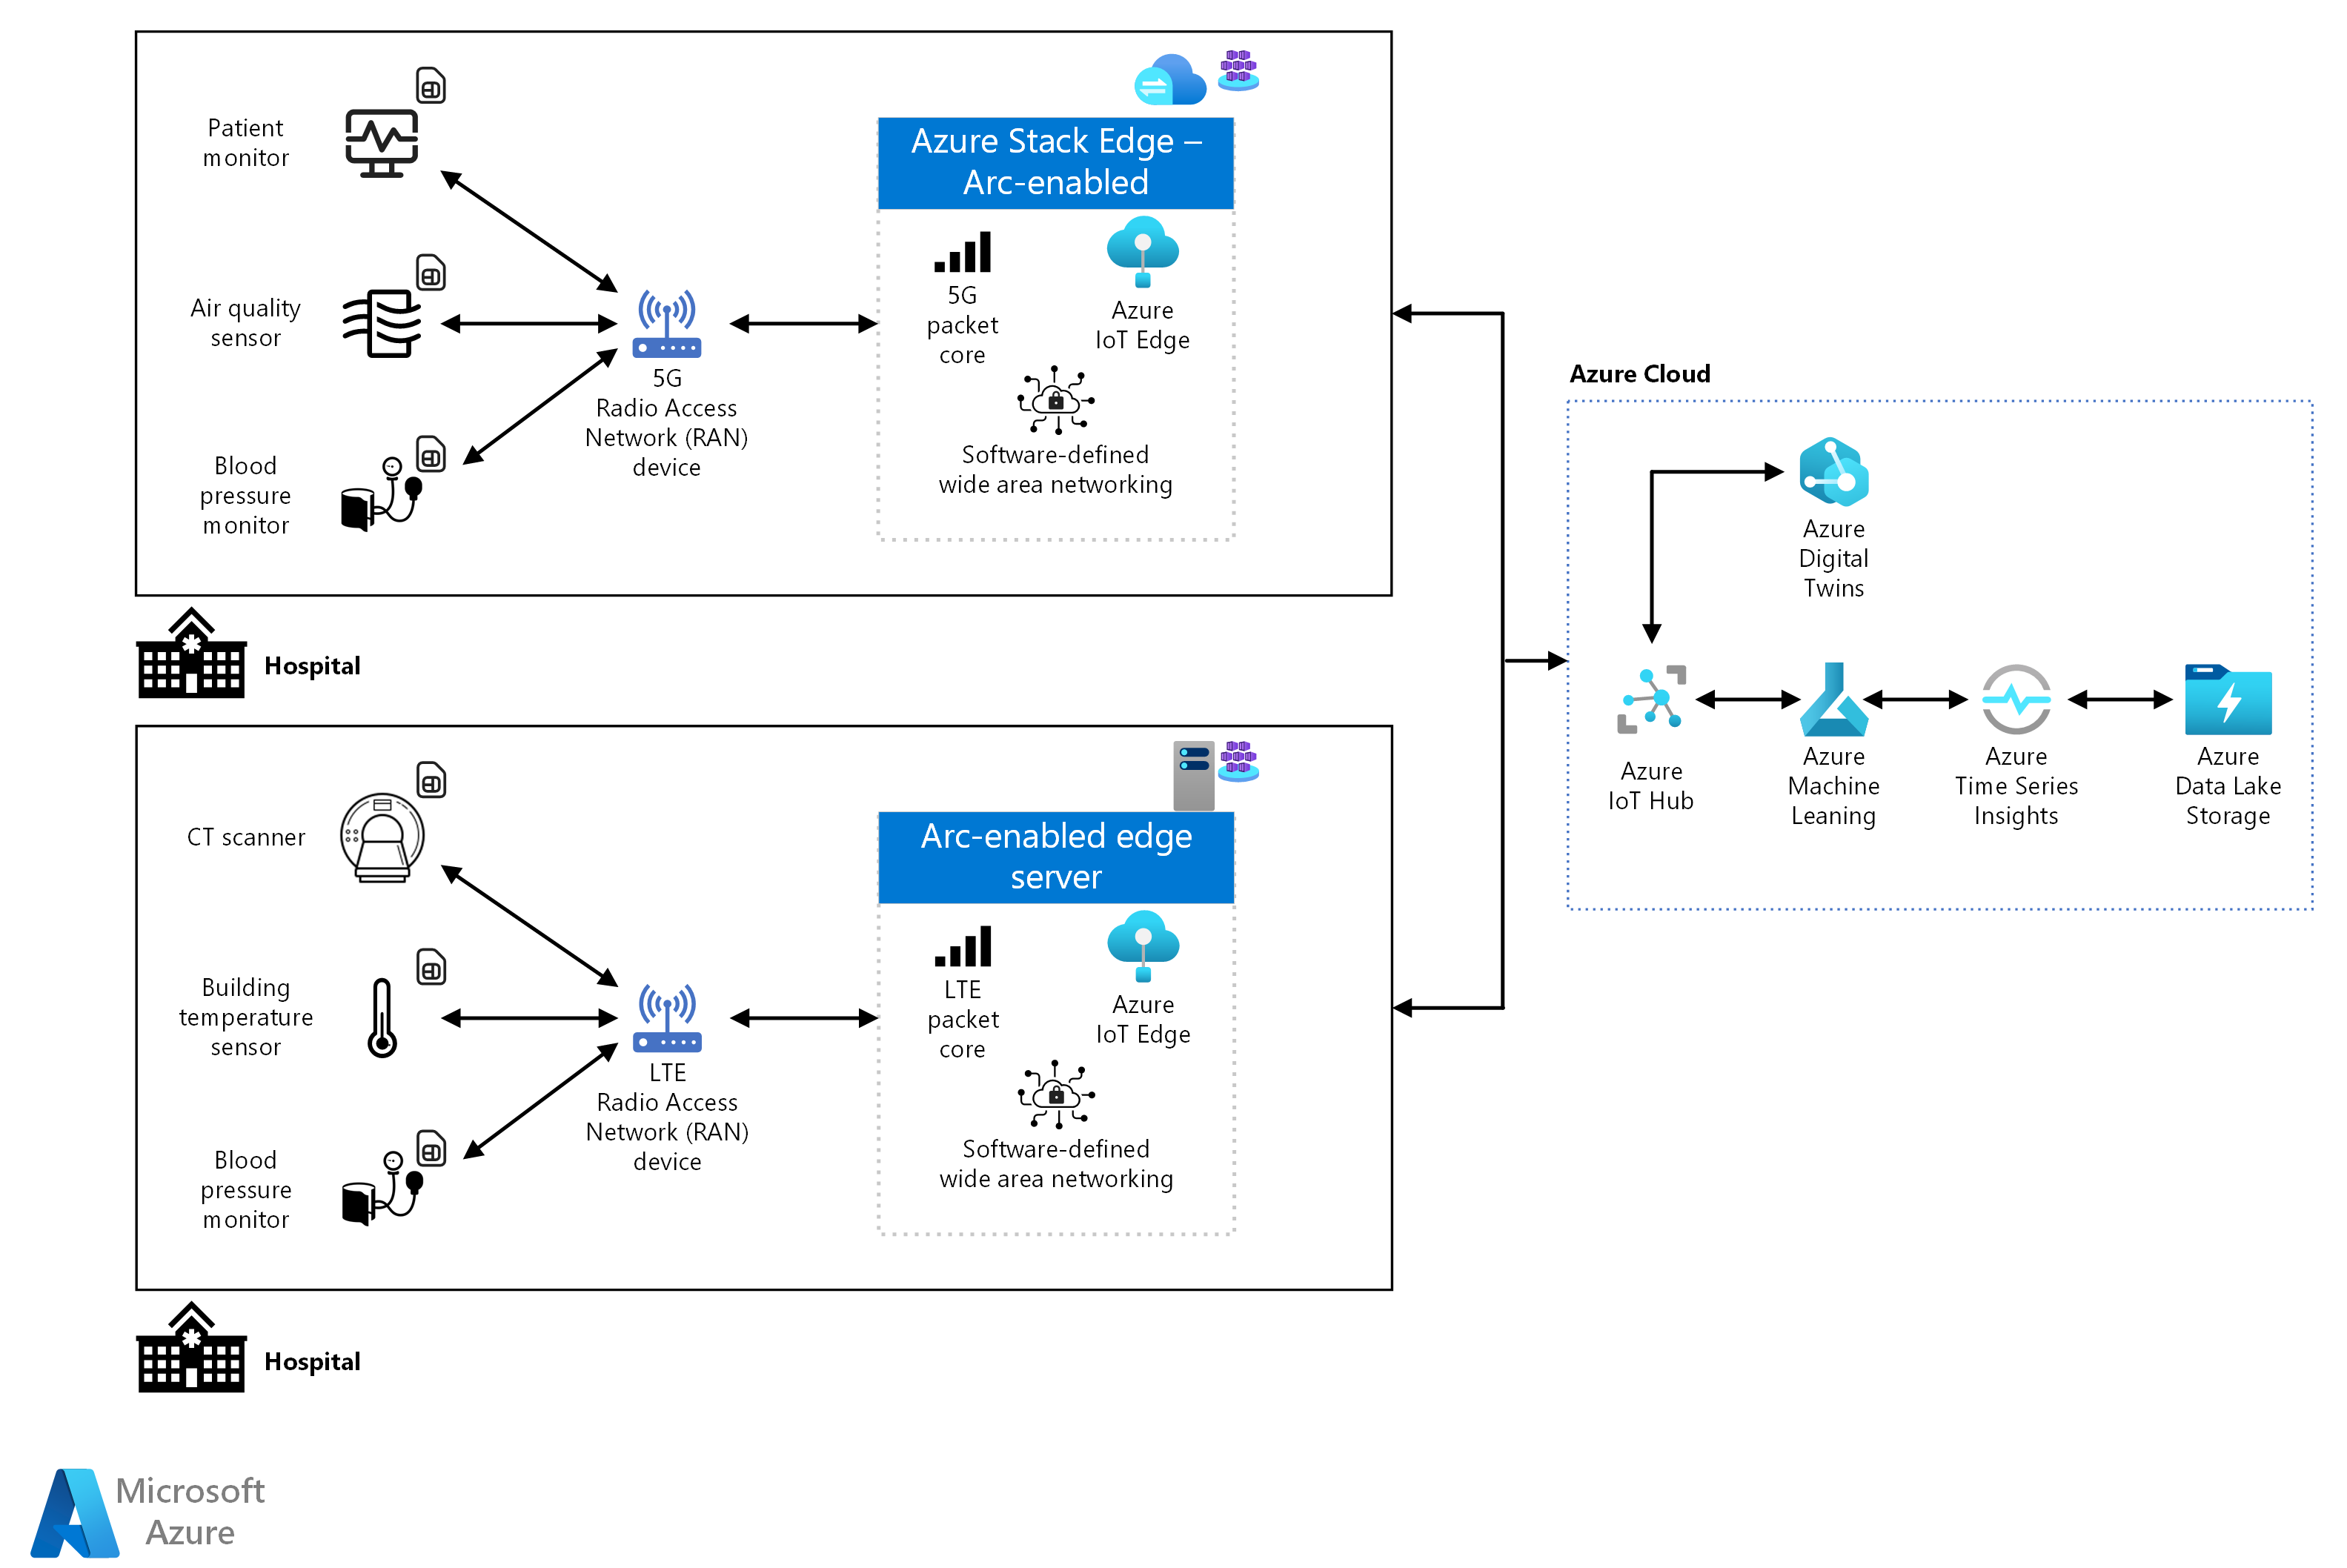 Patient
monitor
Air quality
sensor
Blood
pressure
monitor
5G
Radio Access
Network (RAN)
device
Azure Stack Edge –
Arc-enabled
5G
packet
core
Azure
IoT Edge
Software-defined
wide area networking
Hospital
CT scanner
Building
temperature
sensor
Blood
pressure
monitor
LTE
Radio Access
Network (RAN)
device
Arc-enabled edge
server
LTE
packet
core
Azure
IoT Edge
Software-defined
wide area networking
Hospital
Azure Cloud
Azure
Digital
Twins
Azure
IoT Hub
Azure
Machine
Leaning
Azure
Time Series
Insights
Azure
Data Lake
Storage
Microsoft
Azure